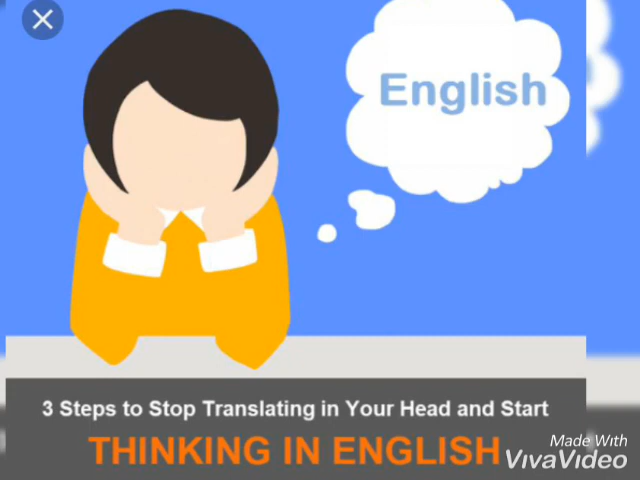 English
3 Steps to Stop Translating in Your Head and Start
THINKING IN ENGLISH
Made With
VivaVideo